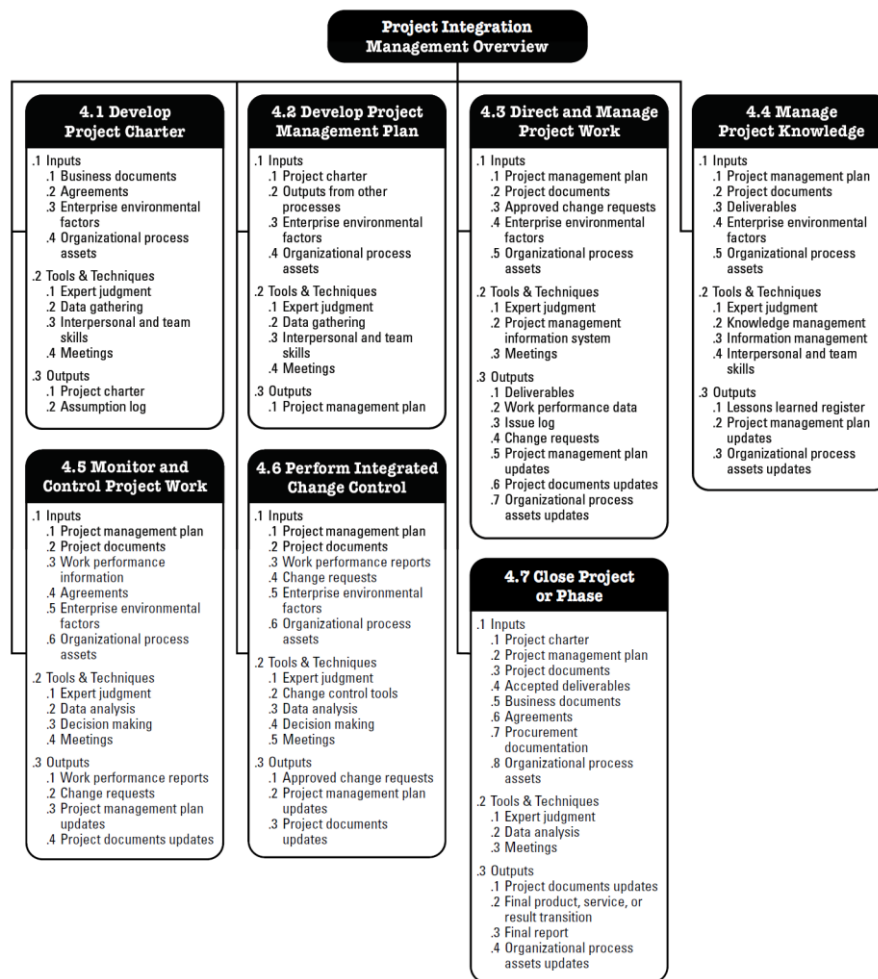 Project Integration
Management Overview
4.1 Develop
Project Charter
.1 Inputs
.1 Business documents
.2 Agreements
.3 Enterprise environmental
factors
.4 Organizational process
assets
.2 Tools & Techniques
.1 Expert judgment
.2 Data gathering
.3 Interpersonal and team
skills
.4 Meetings
.3 Outputs
.1 Project charter
.2 Assumption log
4.2 Develop Project
Management Plan
.1 Inputs
.1 Project charter
.2 Outputs from other
processes
.3 Enterprise environmental
factors
.4 Organizational process
assets
.2 Tools & Techniques
.1 Expert judgment
.2 Data gathering
.3 Interpersonal and team
skills
.4 Meetings
.3 Outputs
.1 Project management plan
4.3 Direct and Manage
Project Work
.1 Inputs
.1 Project management plan
.2 Project documents
.3 Approved change requests
.4 Enterprise environmental
factors
.5 Organizational process
assets
.2 Tools & Techniques
.1 Expert judgment
.2 Project management
information system
.3 Meetings
.3 Outputs
.1 Deliverables
.2 Work performance data
.3 Issue log
.4 Change requests
.5 Project management plan
updates
.6 Project documents updates
.7 Organizational process
assets updates
4.4 Manage
Project Knowledge
.1 Inputs
.1 Project management plan
.2 Project documents
.3 Deliverables
.4 Enterprise environmental
factors
.5 Organizational process
assets
.2 Tools & Techniques
.1 Expert judgment
.2 Knowledge management
.3 Information management
.4 Interpersonal and team
skills
.3 Outputs
.1 Lessons learned register
.2 Project management plan
updates
.3 Organizational process
assets updates
4.5 Monitor and
Control Project Work
.1 Inputs
.1 Project management plan
.2 Project documents
.3 Work performance
information
.4 Agreements
.5 Enterprise environmental
factors
.6 Organizational process
assets
.2 Tools & Techniques
.1 Expert judgment
.2 Data analysis
.3 Decision making
.4 Meetings
.3 Outputs
.1 Work performance reports
.2 Change requests
.3 Project management plan
updates
.4 Project documents updates
4.6 Perform Integrated
Change Control
.1 Inputs
.1 Project management plan
.2 Project documents
.3 Work performance reports
.4 Change requests
.5 Enterprise environmental
factors
.6 Organizational process
assets
.2 Tools & Techniques
.1 Expert judgment
.2 Change control tools
.3 Data analysis
.4 Decision making
.5 Meetings
.3 Outputs
.1 Approved change requests
.2 Project management plan
updates
.3 Project documents
updates
4.7 Close Project
or Phase
.1 Inputs
.1 Project charter
.2 Project management plan
.3 Project documents
.4 Accepted deliverables
.5 Business documents
.6 Agreements
.7 Procurement
documentation
.8 Organizational process
assets
.2 Tools & Techniques
.1 Expert judgment
.2 Data analysis
.3 Meetings
.3 Outputs
.1 Project documents updates
.2 Final product, service, or
result transition
.3 Final report
.4 Organizational process
assets updates